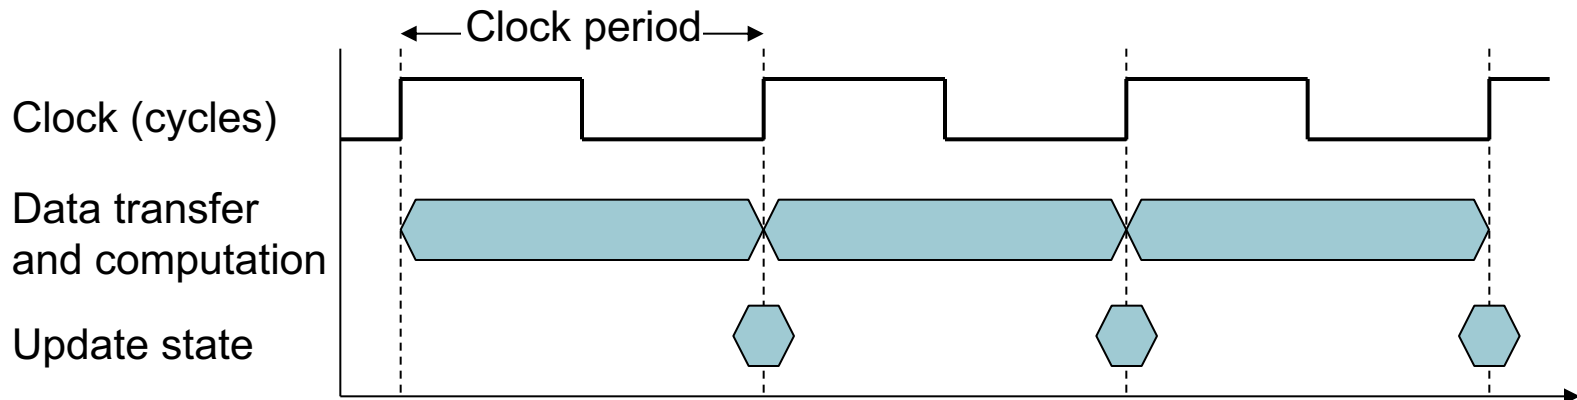 Clock period
Clock (cycles)
Data transfer
and computation
Update state